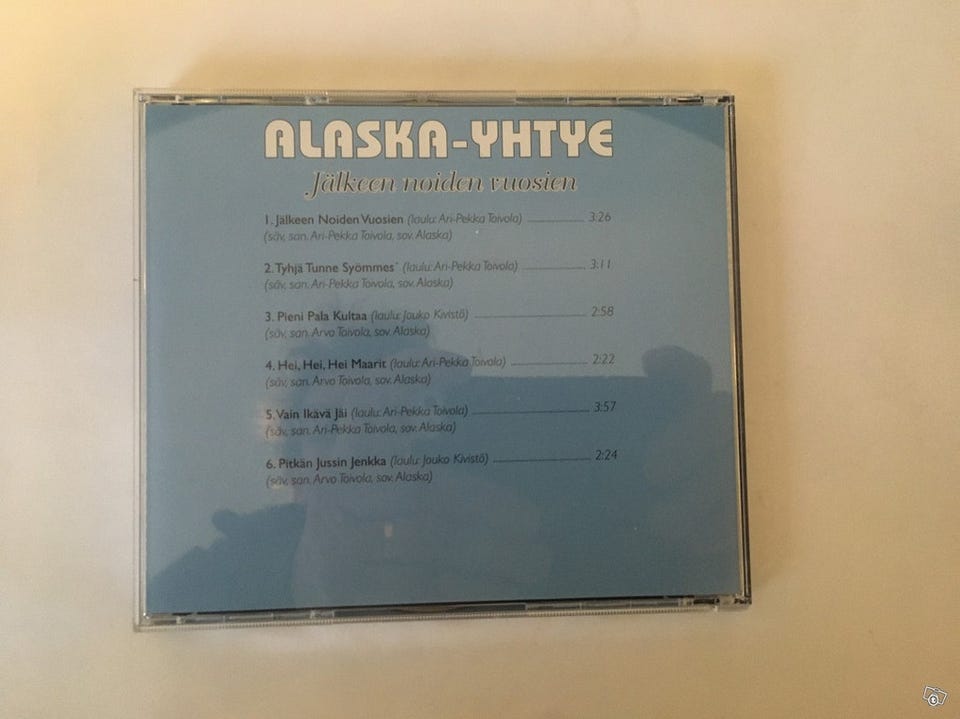 ALASKA-YHTYE
Jälkeen noiden vuosien
1. Jälkeen Noiden Vuosien (laulu: Ari-Pekka Toivola) ............... 3:26
(säv, san. Ari-Pekka Toivola, sov. Alaska)
2. Tyhjä Tunne Syömmes´ (laulu: Ari-Pekka Toivola) ............... 3:11
(säv, san. Ari-Pekka Toivola, sov. Alaska)
3. Pieni Pala Kultaa (laulu: Jouko Kivistö) ............... 2:58
(säv, san. Arvo Toivola, sov. Alaska)
4. Hei, Hei, Hei Maarit (laulu: Ari-Pekka Toivola) ............... 2:22
(säv, san. Arvo Toivola, sov. Alaska)
5. Vain Ikävä Jäi (laulu: Ari-Pekka Toivola) ............... 3:57
(säv, san. Ari-Pekka Toivola, sov. Alaska)
6. Pitkän Jussin Jenkka (laulu: Jouko Kivistö) ............... 2:24
(säv, san. Arvo Toivola, sov. Alaska)